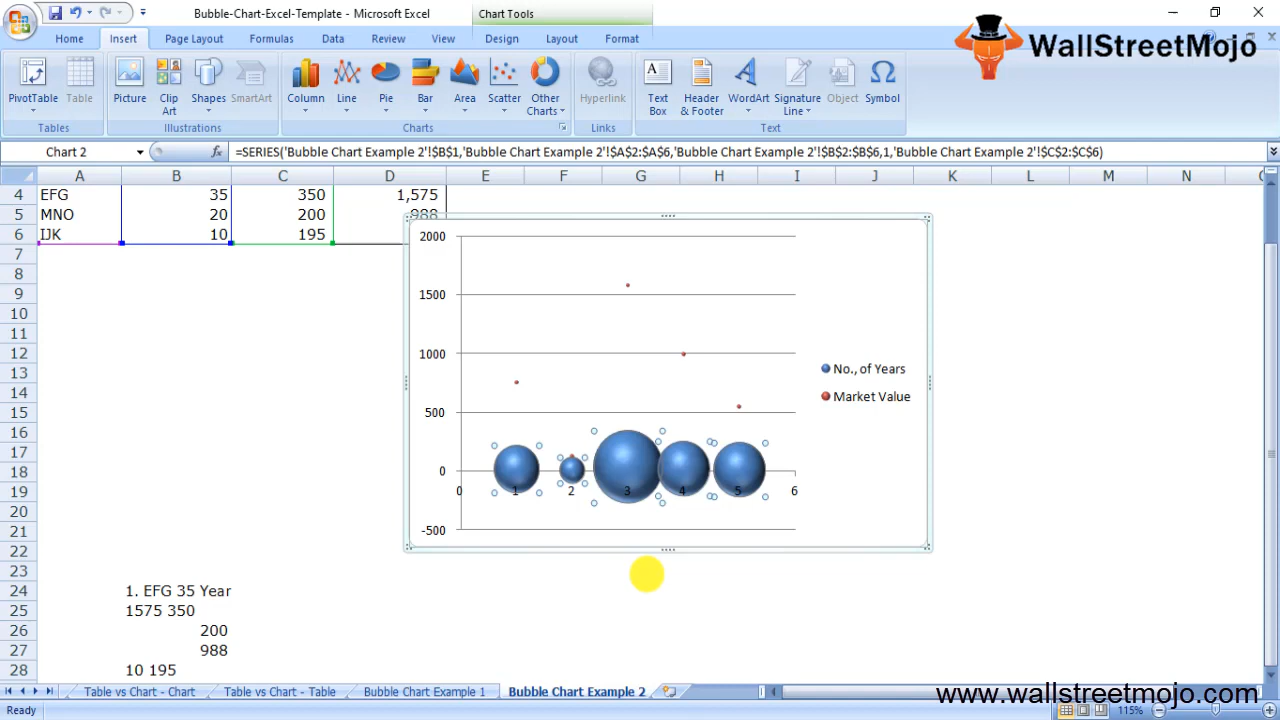 Bubble-Chart-Excel-Template - Microsoft Excel
Chart Tools
Home Insert Page Layout Formulas Data Review View Design Layout Format
WallStreetMojo
PivotTable Table Picture Clip Art Shapes SmartArt Column Line Pie Bar Area Scatter Other Charts Hyperlink Text Box Header & Footer WordArt Signature Line Object Symbol
Tables Illustrations Charts Links Text
Chart 2 fx =SERIES('Bubble Chart Example 2'!$B$1,'Bubble Chart Example 2'!$A$2:$A$6,'Bubble Chart Example 2'!$B$2:$B$6,1,'Bubble Chart Example 2'!$C$2:$C$6)
A B C D E F G H I J K L M N
4 EFG 35 350 1,575
5 MNO 20 200 988
6 IJK 10 195
7
8
9
10
11
12
13
14
15
16
17
18
19
20
21
22
23
24 1. EFG 35 Year
25 1575 350
26 200
27 988
28 10 195
2000
1500
1000
500
0
-500
0 1 2 3 4 5 6
No., of Years
Market Value
Table vs Chart - Chart Table vs Chart - Table Bubble Chart Example 1 Bubble Chart Example 2
www.wallstreetmojo.com
Ready 115%